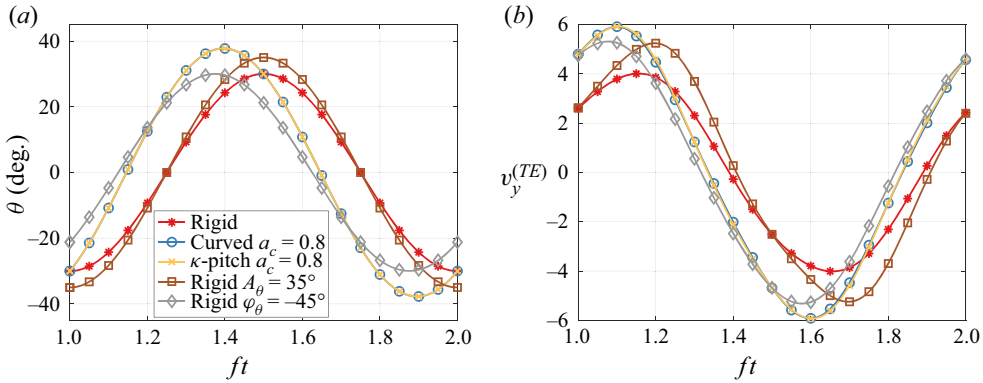 (a)
40
20
0
−20
−40
θ (deg.)
Rigid
Curved a_c = 0.8
κ-pitch a_c = 0.8
Rigid A_θ = 35°
Rigid φ_θ = –45°
1.0 1.2 1.4 1.6 1.8 2.0
ft
(b)
6
4
2
0
−2
−4
−6
v_y^(TE)
1.0 1.2 1.4 1.6 1.8 2.0
ft